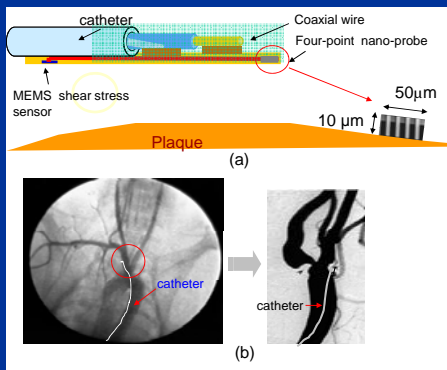 catheter
Coaxial wire
Four-point nano-probe
MEMS shear stress
sensor
50μm
10 μm
Plaque
(a)
catheter
catheter
(b)